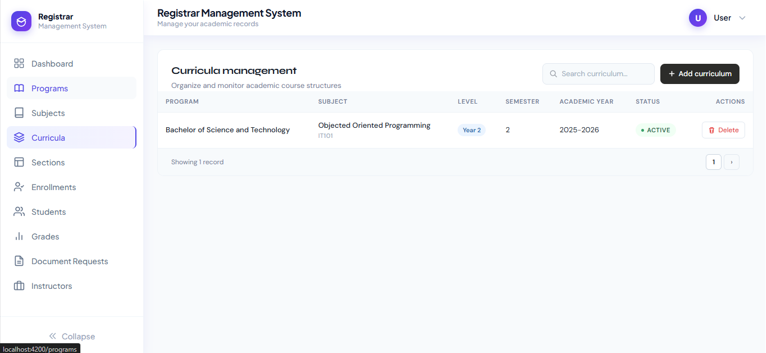 Registrar
Management System
Dashboard
Programs
Subjects
Curricula
Sections
Enrollments
Students
Grades
Document Requests
Instructors
Collapse
localhost:4200/programs
Registrar Management System
Manage your academic records
U User
Curricula management
Organize and monitor academic course structures
Search curriculum...
+ Add curriculum
PROGRAM SUBJECT LEVEL SEMESTER ACADEMIC YEAR STATUS ACTIONS
Bachelor of Science and Technology Objected Oriented Programming Year 2 2 2025-2026 ACTIVE Delete
IT101
Showing 1 record
1 ›